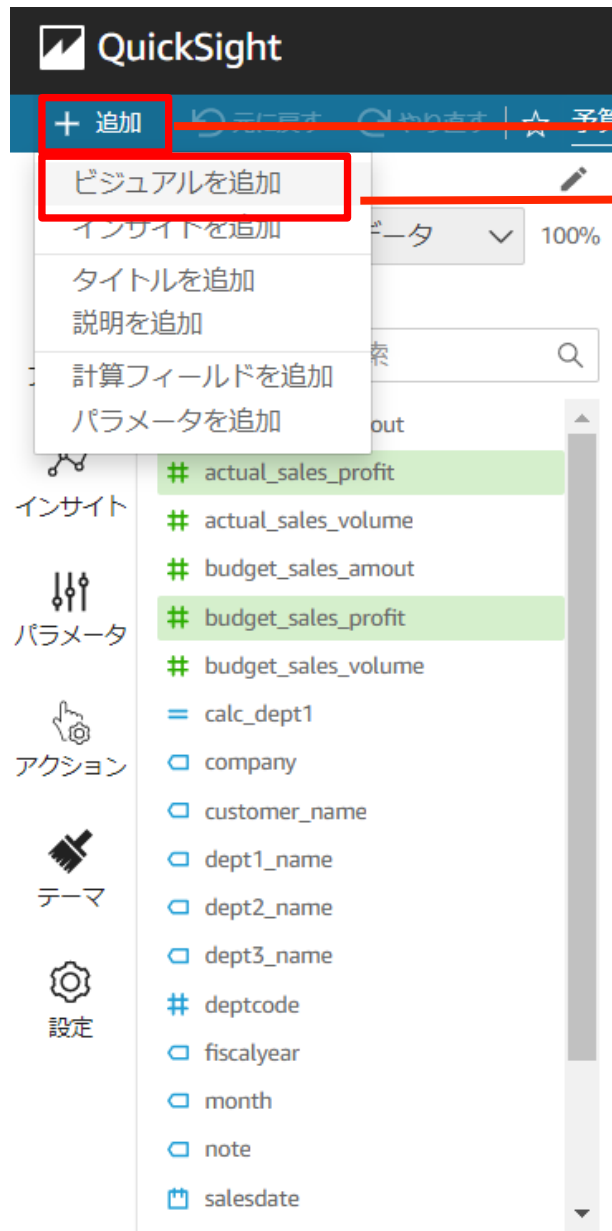 QuickSight
+ 追加 元に戻す やり直す 予算
ビジュアルを追加
インサイトを追加
データ 100%
タイトルを追加
説明を追加
索
計算フィールドを追加
パラメータを追加
out
actual_sales_profit
インサイト
actual_sales_volume
budget_sales_amout
パラメータ
budget_sales_profit
budget_sales_volume
calc_dept1
アクション
company
customer_name
dept1_name
テーマ
dept2_name
dept3_name
deptcode
設定
fiscalyear
month
note
salesdate